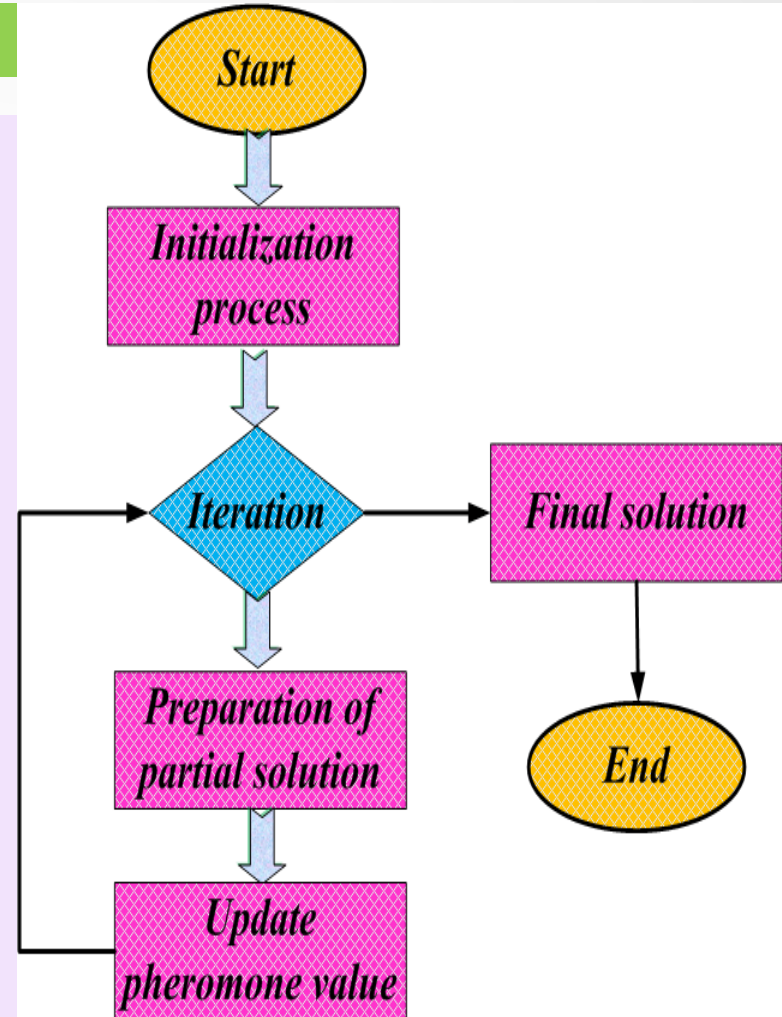 Start
Initialization
process
Iteration
Final solution
Preparation of
partial solution
End
Update
pheromone value